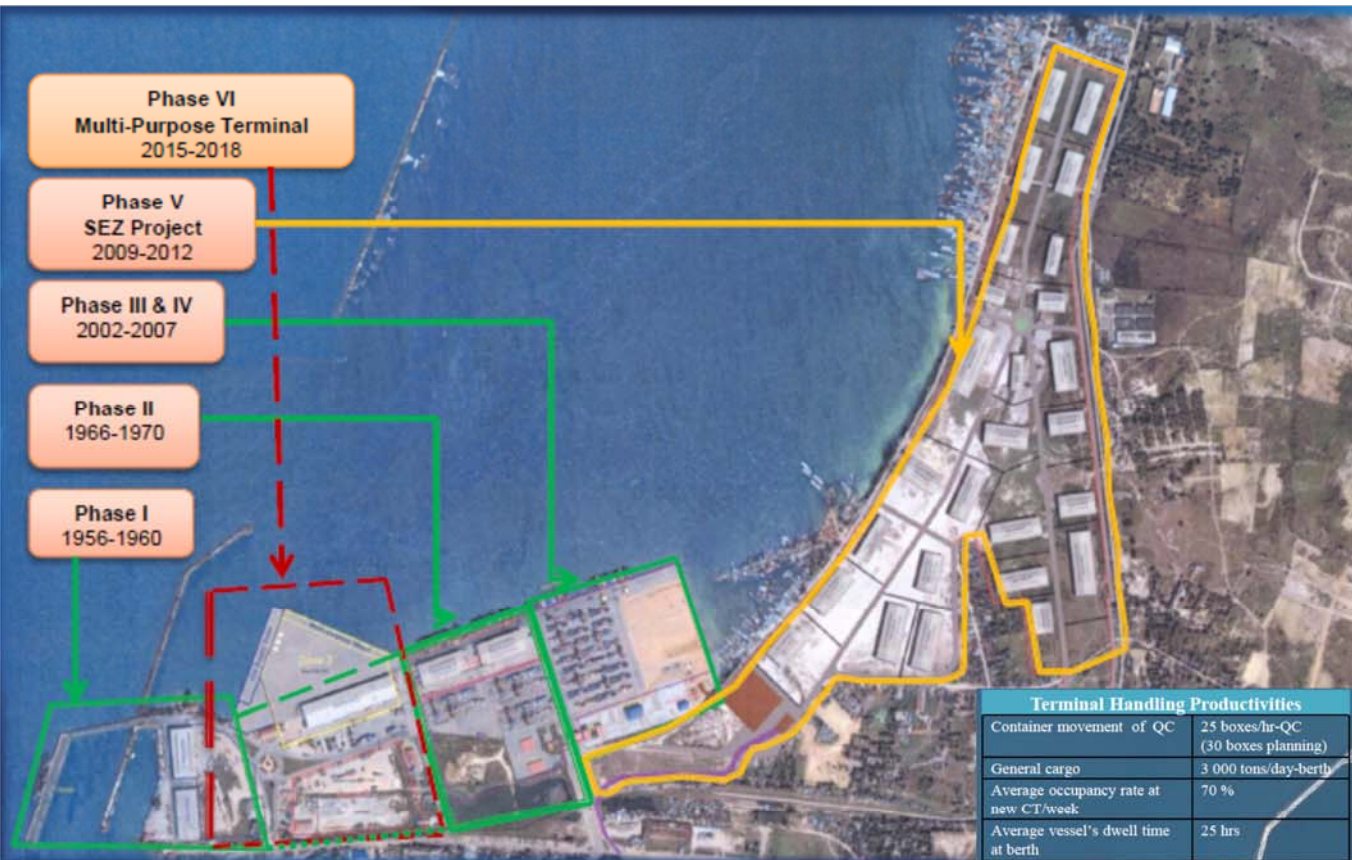 Phase VI
Multi-Purpose Terminal
2015-2018
Phase V
SEZ Project
2009-2012
Phase III & IV
2002-2007
Phase II
1966-1970
Phase I
1956-1960
Terminal Handling Productivities
Container movement of QC
25 boxes/hr-QC
(30 boxes planning)
General cargo
3 000 tons/day-berth
Average occupancy rate at
new CT/week
70 %
Average vessel's dwell time
at berth
25 hrs